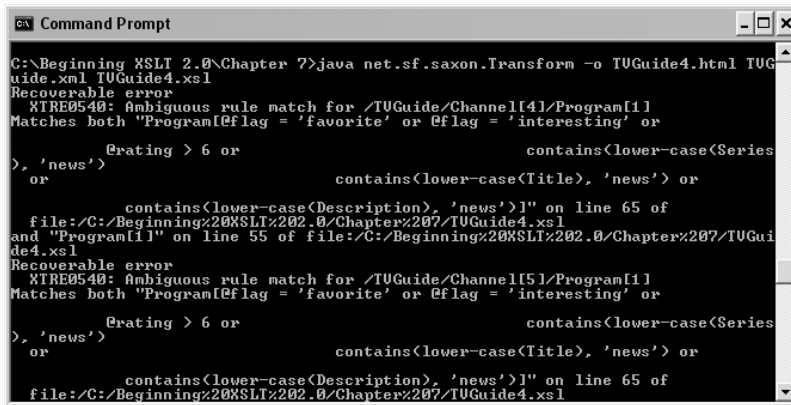 Command Prompt
C:\Beginning XSLT 2.0\Chapter 7>java net.sf.saxon.Transform -o TVGuide4.html TVG
uide.xml TVGuide4.xsl
Recoverable error
XTRE0540: Ambiguous rule match for /TVGuide/Channel[4]/Program[1]
Matches both "Program[@flag = 'favorite' or @flag = 'interesting' or
@rating > 6 or contains(lower-case(Series
), 'news')
or contains(lower-case(Title), 'news') or
contains(lower-case(Description), 'news')]" on line 65 of
file:/C:/Beginning%20XSLT%202.0/Chapter%207/TVGuide4.xsl
and "Program[1]" on line 55 of file:/C:/Beginning%20XSLT%202.0/Chapter%207/TVGui
de4.xsl
Recoverable error
XTRE0540: Ambiguous rule match for /TVGuide/Channel[5]/Program[1]
Matches both "Program[@flag = 'favorite' or @flag = 'interesting' or
@rating > 6 or contains(lower-case(Series
), 'news')
or contains(lower-case(Title), 'news') or
contains(lower-case(Description), 'news')]" on line 65 of
file:/C:/Beginning%20XSLT%202.0/Chapter%207/TVGuide4.xsl